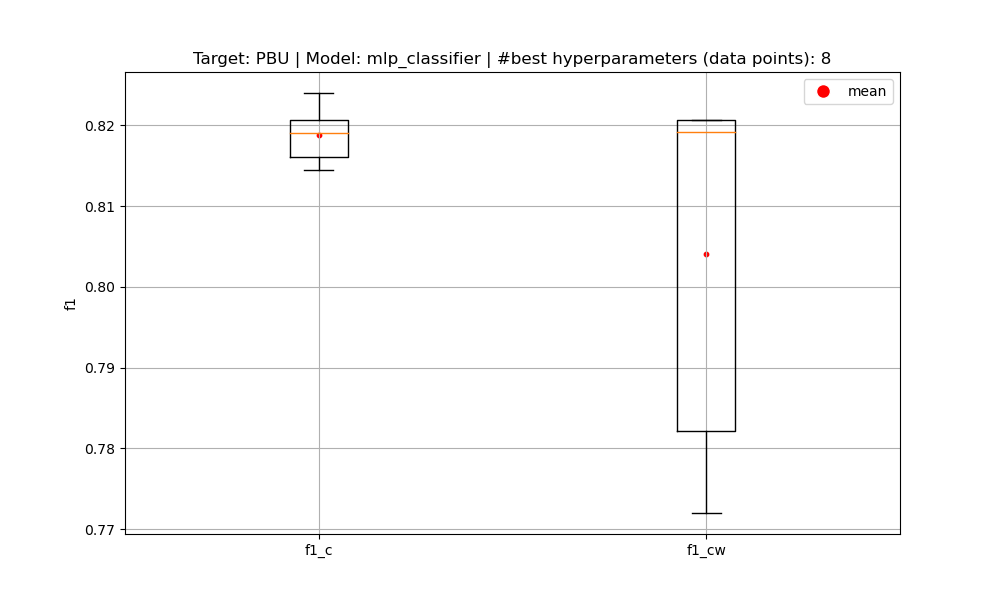 Target: PBU | Model: mlp_classifier | #best hyperparameters (data points): 8
mean
0.82
0.81
0.80
0.79
0.78
0.77
f1
f1_c
f1_cw